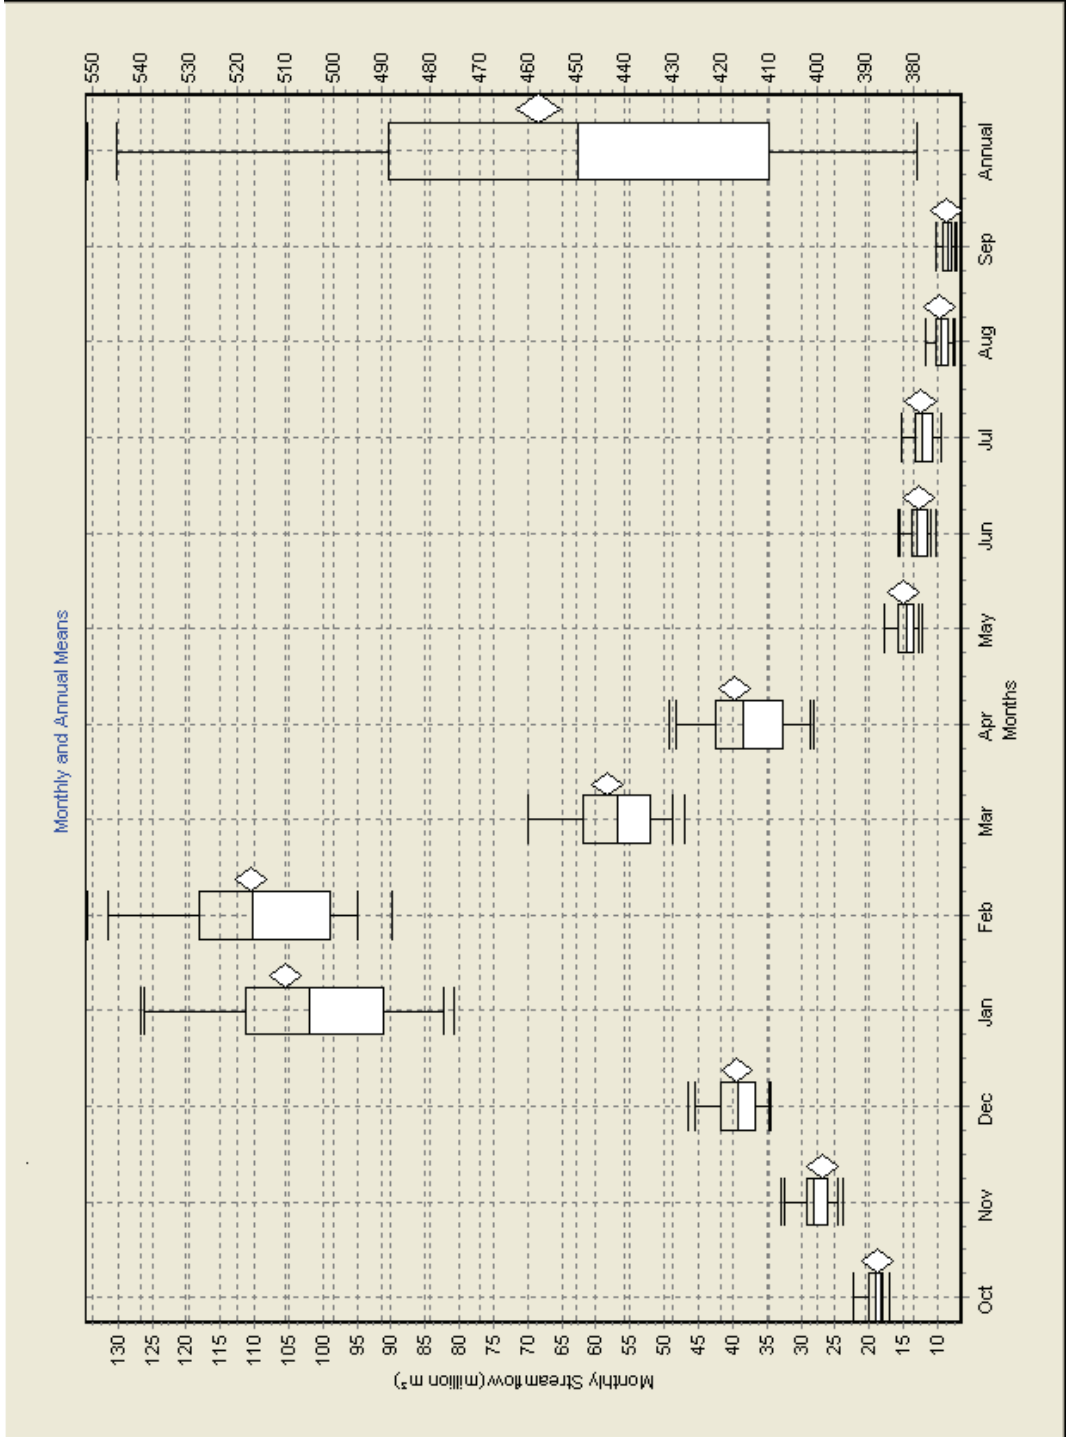 Monthly and Annual Means
550 540 530 520 510 500 490 480 470 460 450 440 430 420 410 400 390 380
130 125 120 115 110 105 100 95 90 85 80 75 70 65 60 55 50 45 40 35 30 25 20 15 10
Monthly Streamflow (million m³)
Oct Nov Dec Jan Feb Mar Apr May Jun Jul Aug Sep Annual
Months